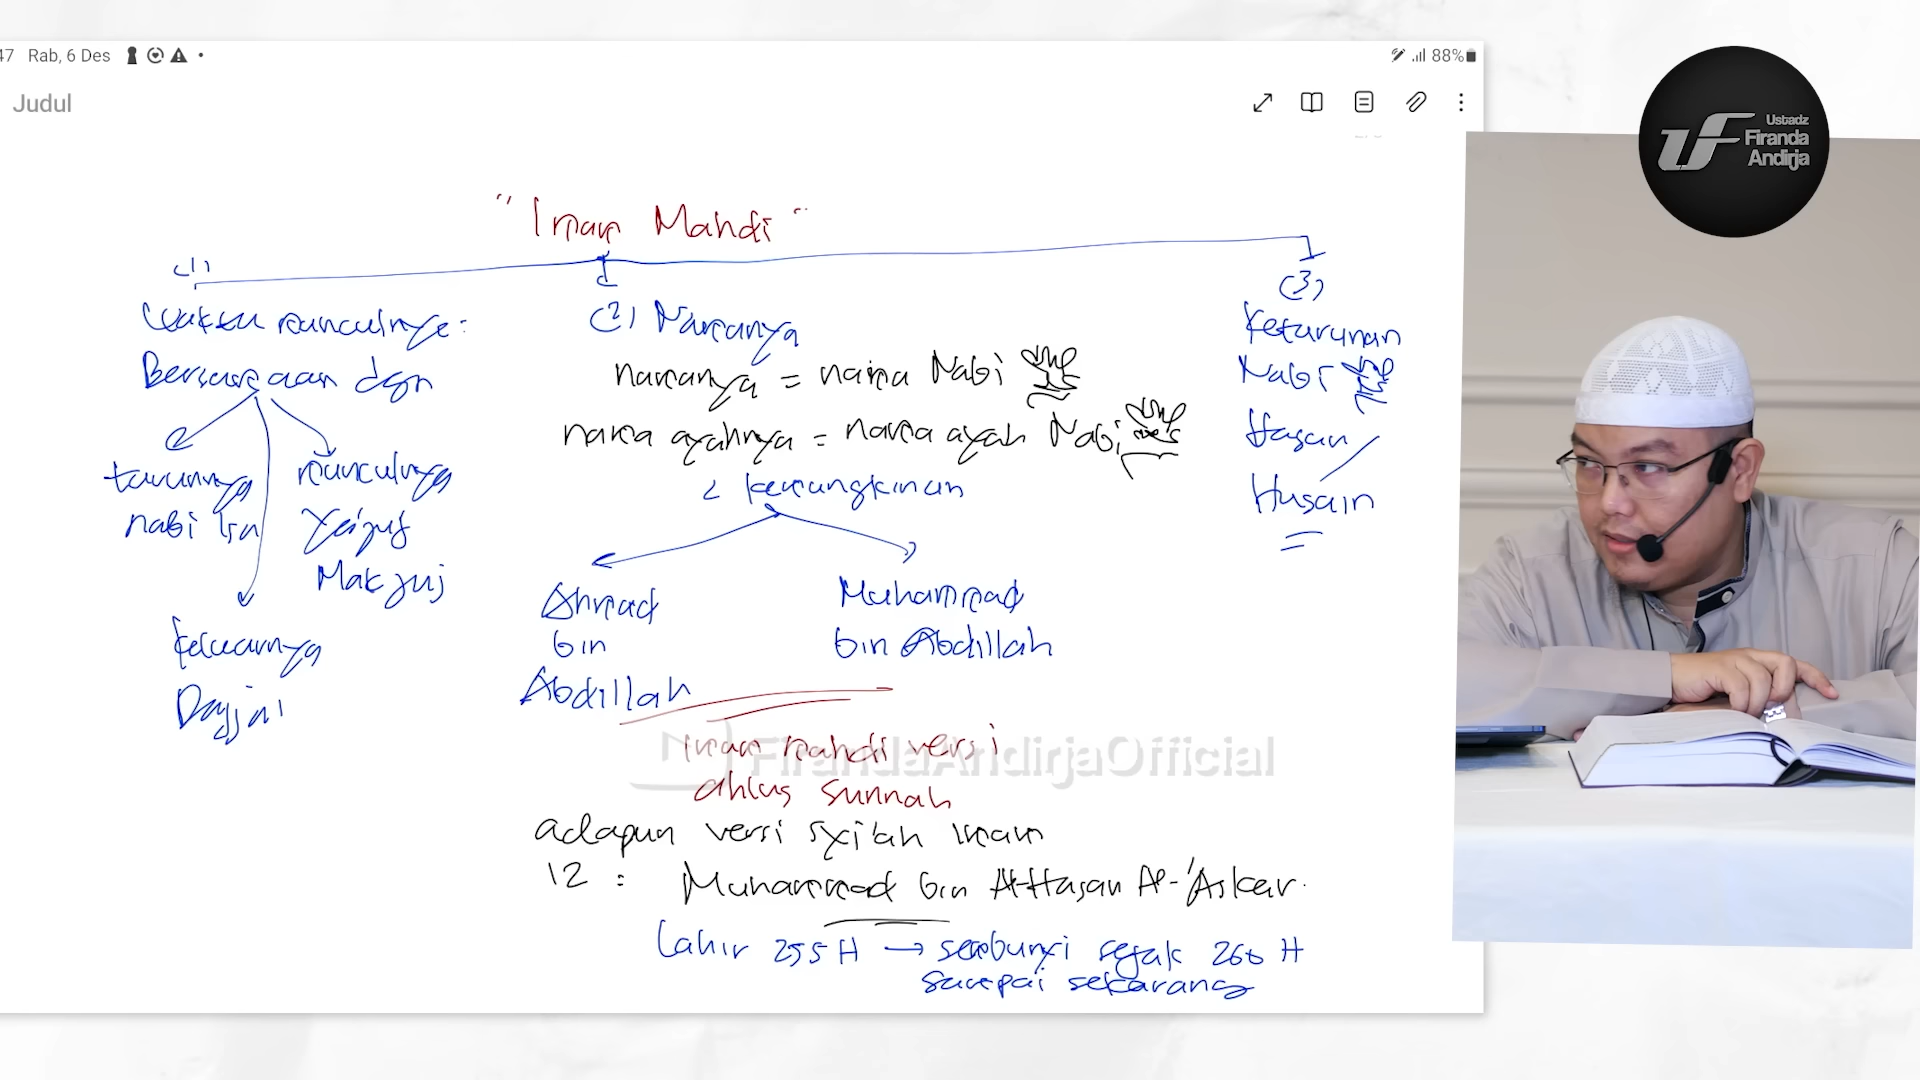 47 Rab, 6 Des
88%
Judul
Ustadz
Firanda
Andirja
"Imam Mahdi"
(1)
Waktu munculnya:
Bersamaan dgn
turunnya
nabi Isa
munculnya
Ya'juj
Makjuj
keluarnya
Dajjal
(2) Namanya
namanya = nama Nabi ﷺ
nama ayahnya = nama ayah Nabi ﷺ
2 kemungkinan
Ahmad
bin
Abdillah
Muhammad
bin Abdillah
(3)
Keturunan
Nabi ﷺ
Hasan /
Husain
Imam mahdi versi
ahlus sunnah
FirandaAndirjaOfficial
adapun versi syi'ah imam
12 : Muhammad bin Al-Hasan Al-'Askar
Lahir 255 H → sembunyi sejak 260 H
sampai sekarang